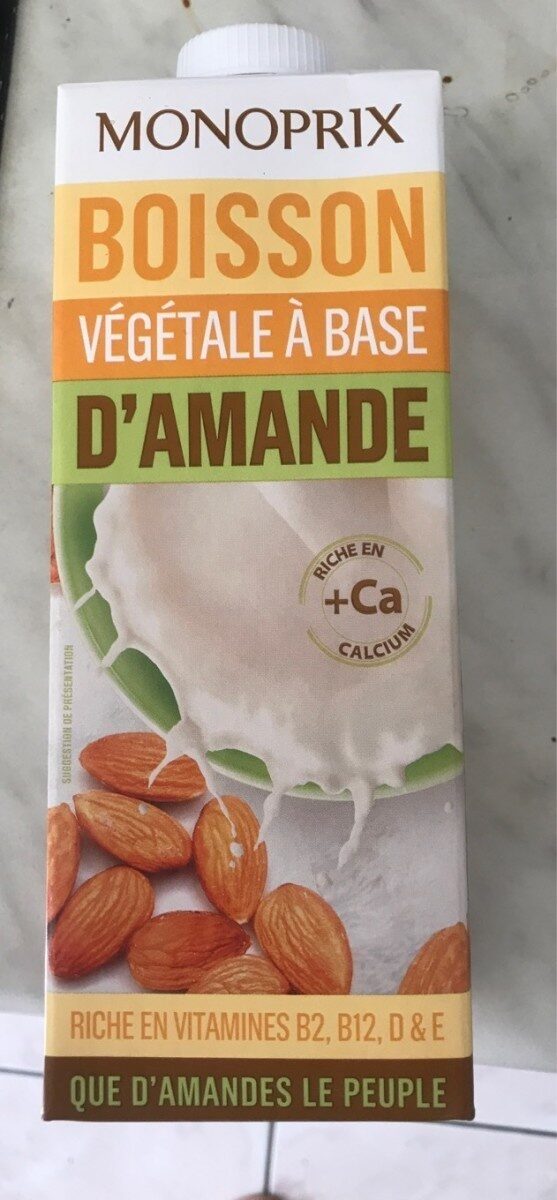 MONOPRIX
BOISSON
VÉGÉTALE À BASE
D'AMANDE
RICHE EN
+Ca
CALCIUM
SUGGESTION DE PRÉSENTATION
RICHE EN VITAMINES B2, B12, D & E
QUE D'AMANDES LE PEUPLE